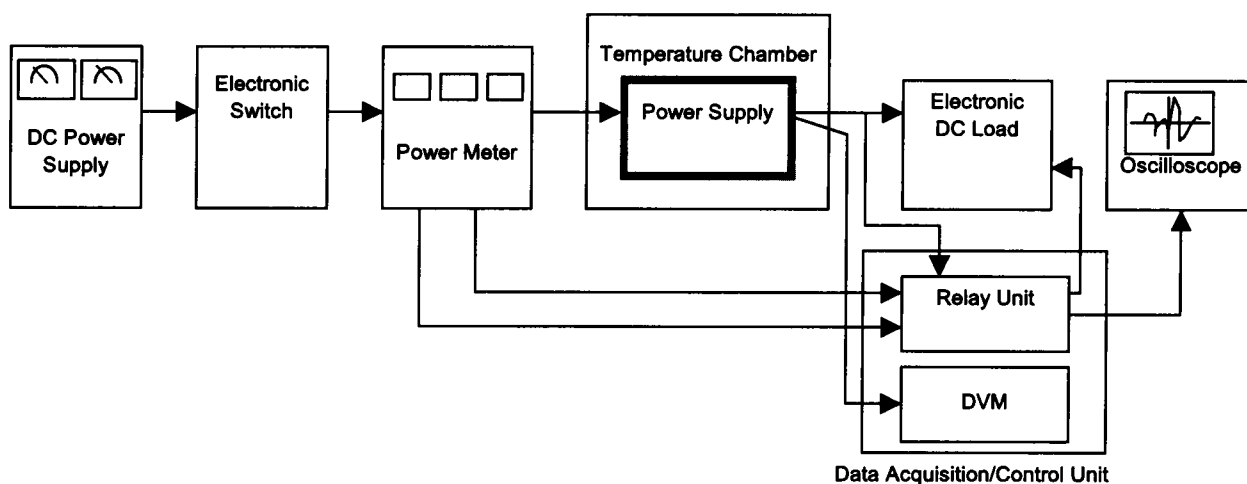 DC Power
Supply
Electronic
Switch
Power Meter
Temperature Chamber
Power Supply
Electronic
DC Load
Oscilloscope
Relay Unit
DVM
Data Acquisition/Control Unit